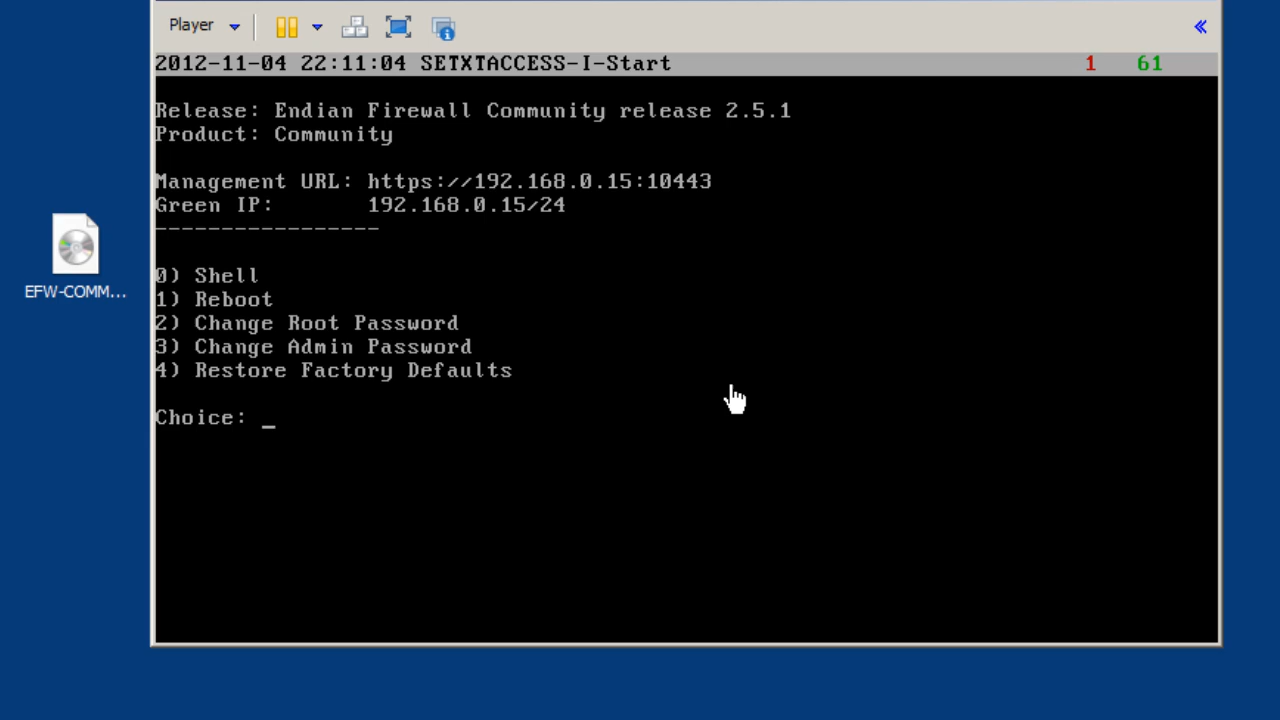 Player
2012-11-04 22:11:04 SETXTACCESS-I-Start 1 61
Release: Endian Firewall Community release 2.5.1
Product: Community
Management URL: https://192.168.0.15:10443
Green IP: 192.168.0.15/24
-----------------
0) Shell
1) Reboot
2) Change Root Password
3) Change Admin Password
4) Restore Factory Defaults
Choice: _
EFW-COMM...